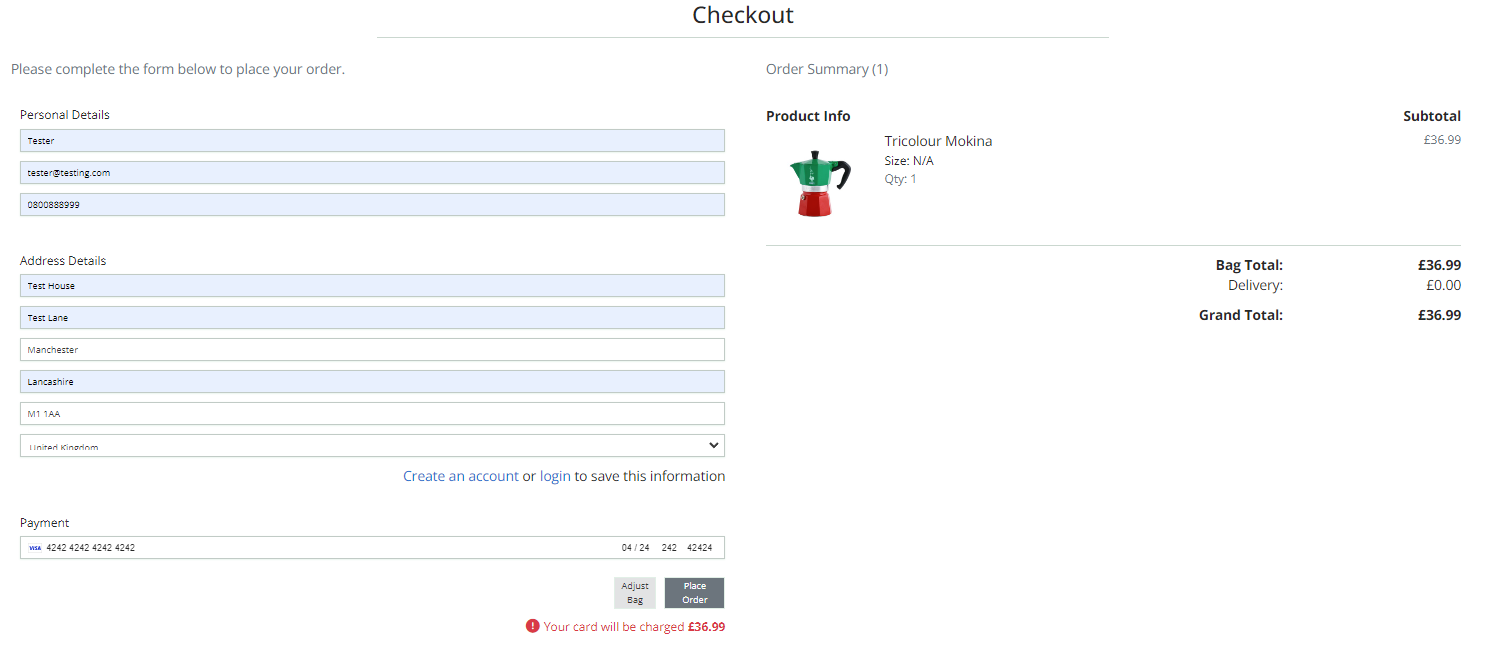 Checkout
Please complete the form below to place your order.
Personal Details
Tester
tester@testing.com
0800888999
Address Details
Test House
Test Lane
Manchester
Lancashire
M1 1AA
United Kingdom
Create an account or login to save this information
Payment
VISA 4242 4242 4242 4242 04 / 24 242 42424
Adjust
Bag
Place
Order
Your card will be charged £36.99
Order Summary (1)
Product Info Subtotal
Tricolour Mokina £36.99
Size: N/A
Qty: 1
Bag Total: £36.99
Delivery: £0.00
Grand Total: £36.99